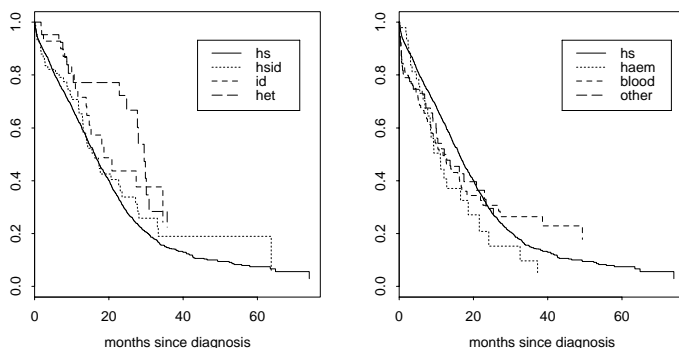 1.0
0.8
0.6
0.4
0.2
0.0
hs
hsid
id
het
0 20 40 60
months since diagnosis
1.0
0.8
0.6
0.4
0.2
0.0
hs
haem
blood
other
0 20 40 60
months since diagnosis